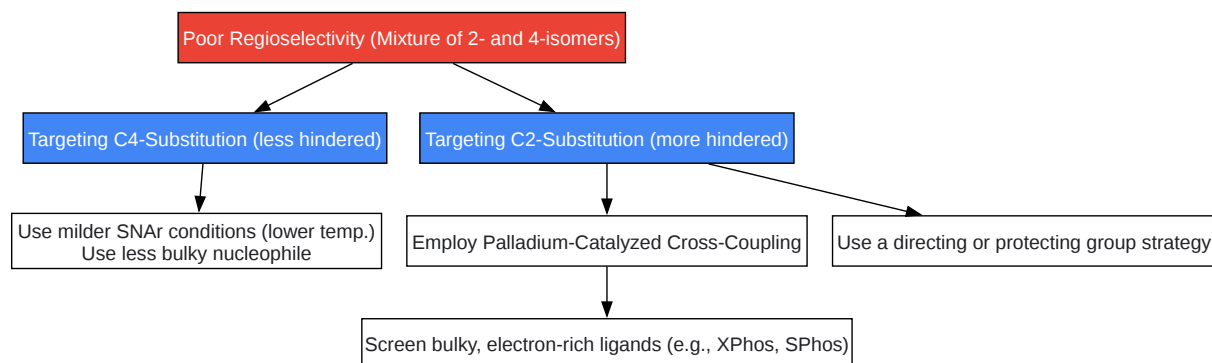 Poor Regioselectivity (Mixture of 2- and 4-isomers)
Targeting C4-Substitution (less hindered)
Targeting C2-Substitution (more hindered)
Use milder SNAr conditions (lower temp.)
Use less bulky nucleophile
Employ Palladium-Catalyzed Cross-Coupling
Use a directing or protecting group strategy
Screen bulky, electron-rich ligands (e.g., XPhos, SPhos)